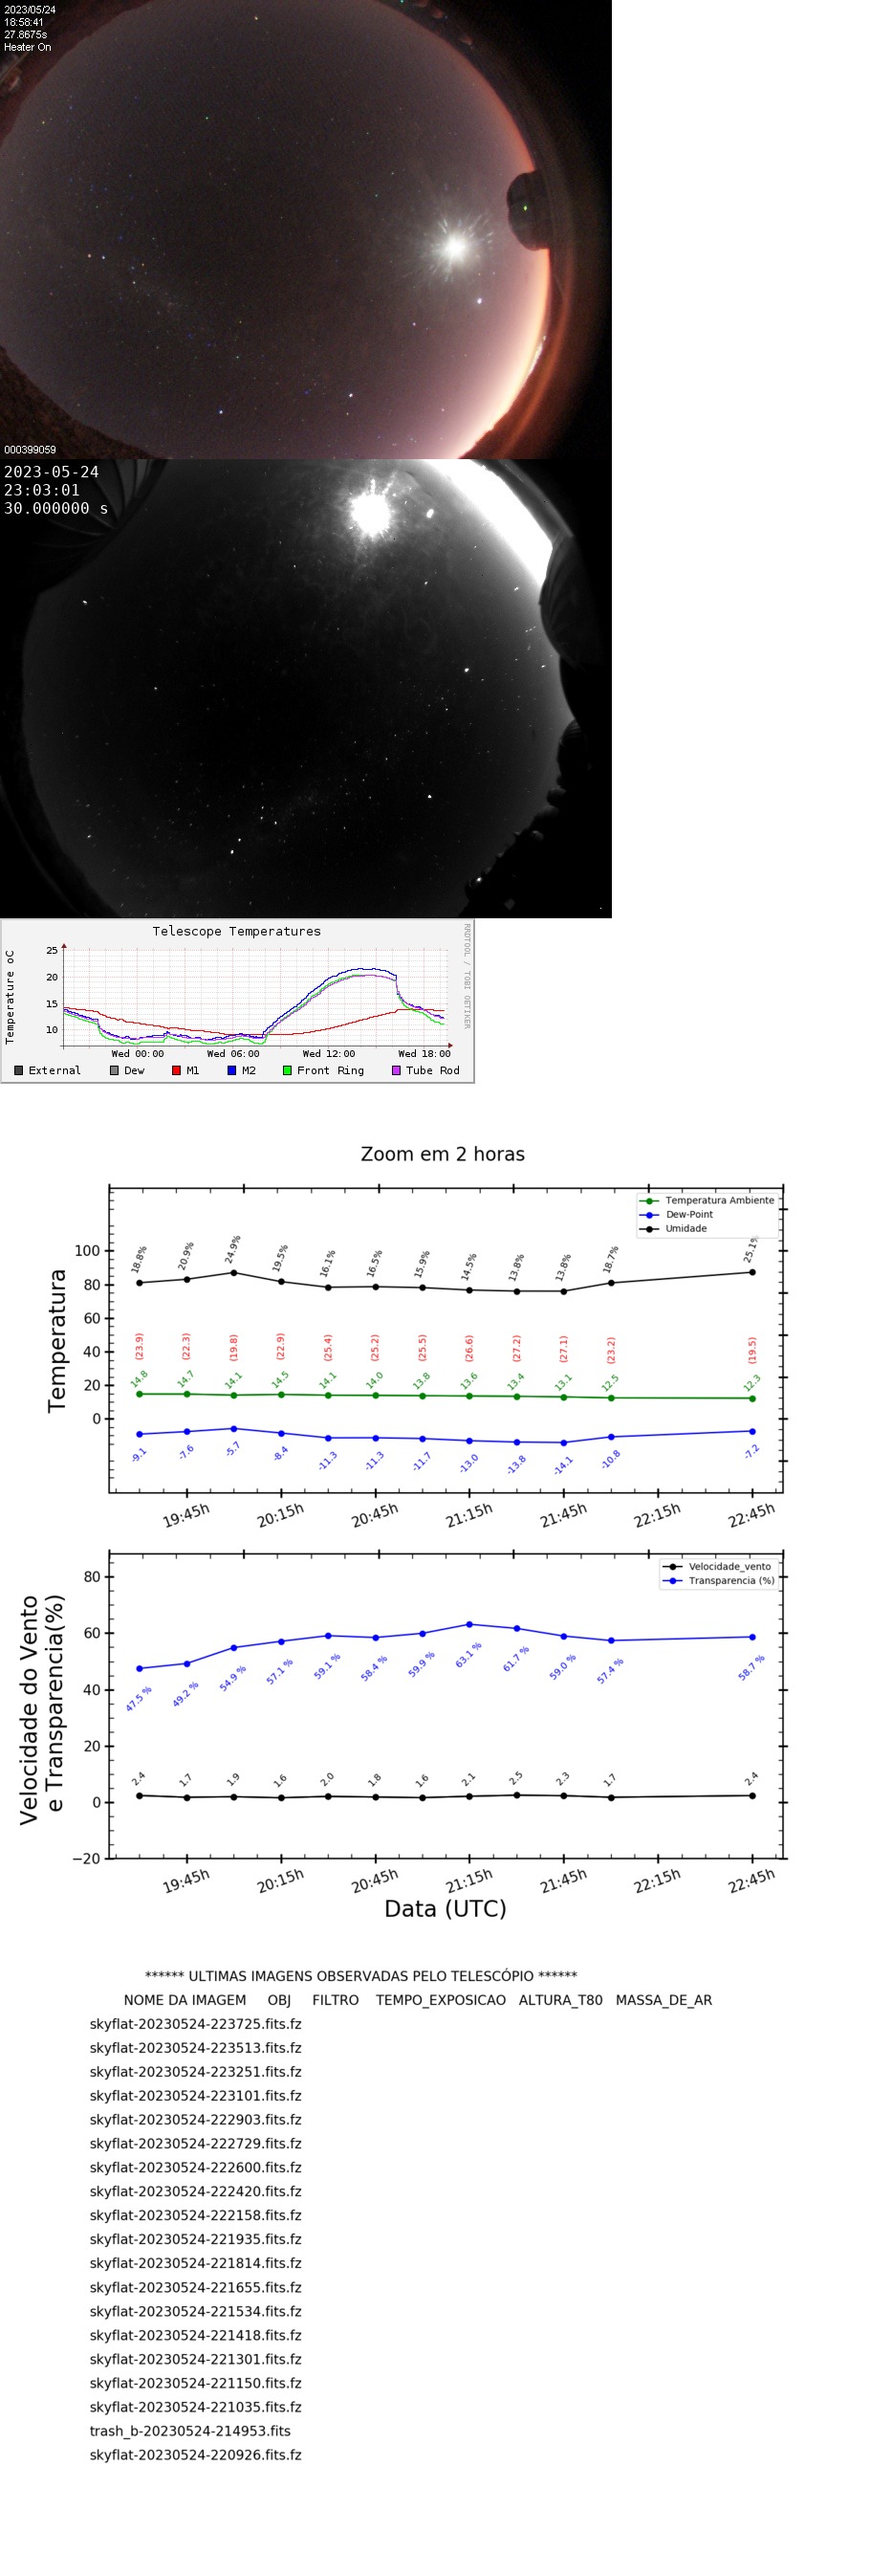 2023/05/24
18:58:41
27.8675s
Heater On
000399059
2023-05-24
23:03:01
30.000000 s
Telescope Temperatures
RRDTOOL / TOBI OETIKER
Temperature oC
25
20
15
10
Wed 00:00 Wed 06:00 Wed 12:00 Wed 18:00
External Dew M1 M2 Front Ring Tube Rod
Zoom em 2 horas
Temperatura Ambiente
Dew-Point
Umidade
Temperatura
100
80
60
40
20
0
18.8% 20.9% 24.9% 19.5% 16.1% 16.5% 15.9% 14.5% 13.8% 13.8% 18.7% 25.1%
(23.9) (22.3) (19.8) (22.9) (25.4) (25.2) (25.5) (26.6) (27.2) (27.1) (23.2) (19.5)
14.8 14.7 14.1 14.5 14.1 14.0 13.8 13.6 13.4 13.1 12.5 12.3
-9.1 -7.6 -5.7 -8.4 -11.3 -11.3 -11.7 -13.0 -13.8 -14.1 -10.8 -7.2
19:45h 20:15h 20:45h 21:15h 21:45h 22:15h 22:45h
Velocidade_vento
Transparencia (%)
Velocidade do Vento
e Transparencia(%)
80
60
40
20
0
−20
47.5 % 49.2 % 54.9 % 57.1 % 59.1 % 58.4 % 59.9 % 63.1 % 61.7 % 59.0 % 57.4 % 58.7 %
2.4 1.7 1.9 1.6 2.0 1.8 1.6 2.1 2.5 2.3 1.7 2.4
19:45h 20:15h 20:45h 21:15h 21:45h 22:15h 22:45h
Data (UTC)
****** ULTIMAS IMAGENS OBSERVADAS PELO TELESCÓPIO ******
NOME DA IMAGEM OBJ FILTRO TEMPO_EXPOSICAO ALTURA_T80 MASSA_DE_AR
skyflat-20230524-223725.fits.fz
skyflat-20230524-223513.fits.fz
skyflat-20230524-223251.fits.fz
skyflat-20230524-223101.fits.fz
skyflat-20230524-222903.fits.fz
skyflat-20230524-222729.fits.fz
skyflat-20230524-222600.fits.fz
skyflat-20230524-222420.fits.fz
skyflat-20230524-222158.fits.fz
skyflat-20230524-221935.fits.fz
skyflat-20230524-221814.fits.fz
skyflat-20230524-221655.fits.fz
skyflat-20230524-221534.fits.fz
skyflat-20230524-221418.fits.fz
skyflat-20230524-221301.fits.fz
skyflat-20230524-221150.fits.fz
skyflat-20230524-221035.fits.fz
trash_b-20230524-214953.fits
skyflat-20230524-220926.fits.fz